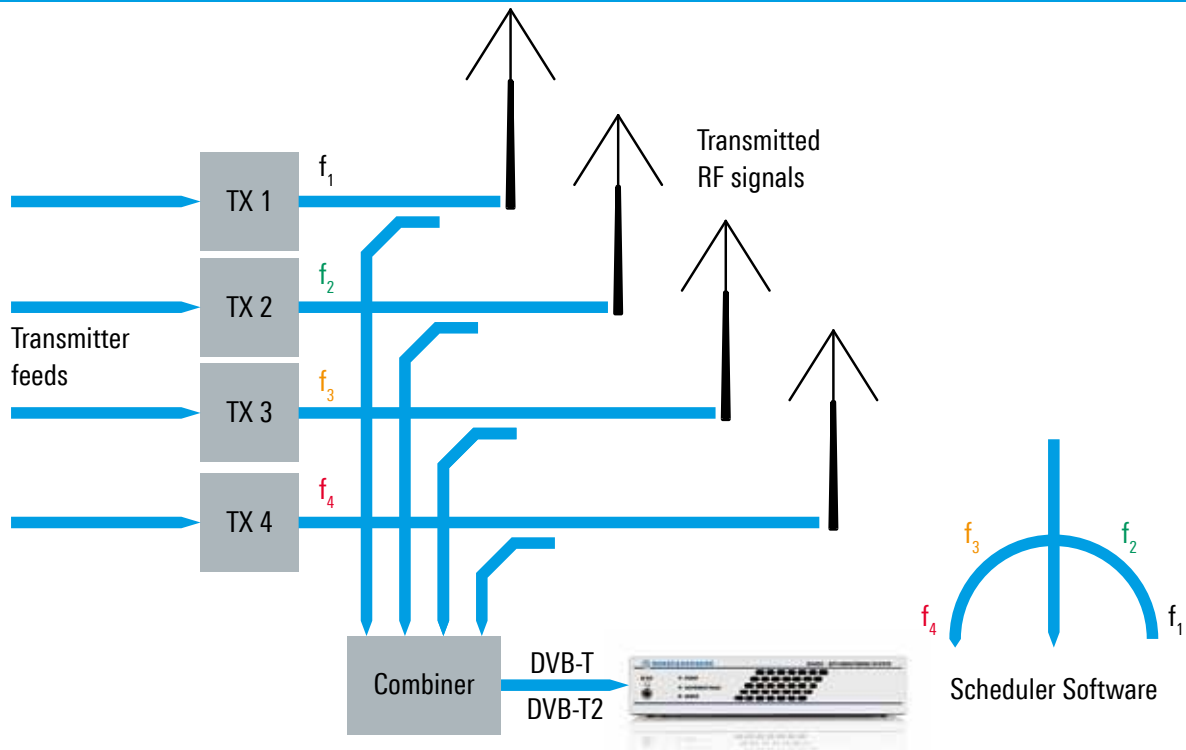 Transmitted
RF signals
f₁
TX 1
f₂
TX 2
Transmitter
feeds
f₃
TX 3
f₄
TX 4
f₃
f₂
f₄
f₁
Combiner
DVB-T
DVB-T2
Scheduler Software